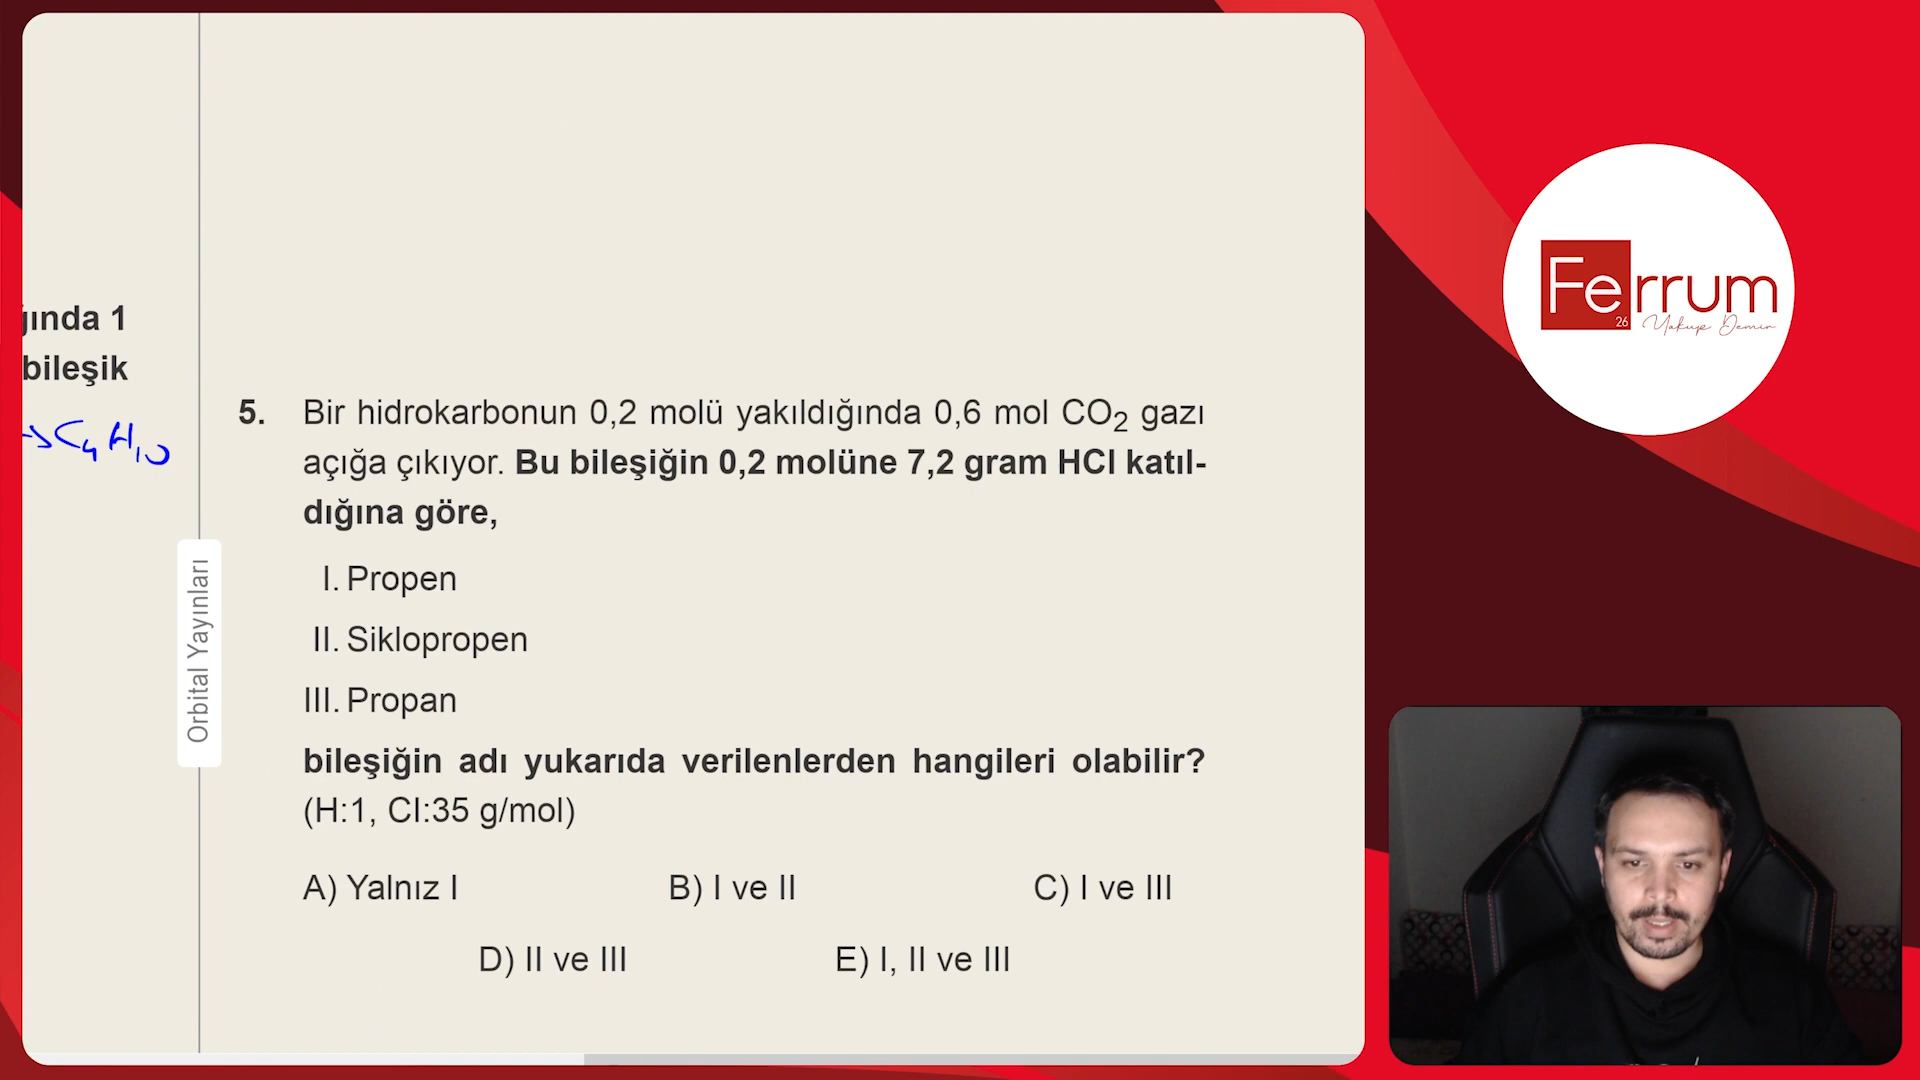 ğında 1
bileşik
→C₄H₁₀
Orbital Yayınları
5. Bir hidrokarbonun 0,2 molü yakıldığında 0,6 mol CO₂ gazı
açığa çıkıyor. Bu bileşiğin 0,2 molüne 7,2 gram HCl katıl-
dığına göre,
I. Propen
II. Siklopropen
III. Propan
bileşiğin adı yukarıda verilenlerden hangileri olabilir?
(H:1, Cl:35 g/mol)
A) Yalnız I B) I ve II C) I ve III
D) II ve III E) I, II ve III
Ferrum
26 Yakup Demir